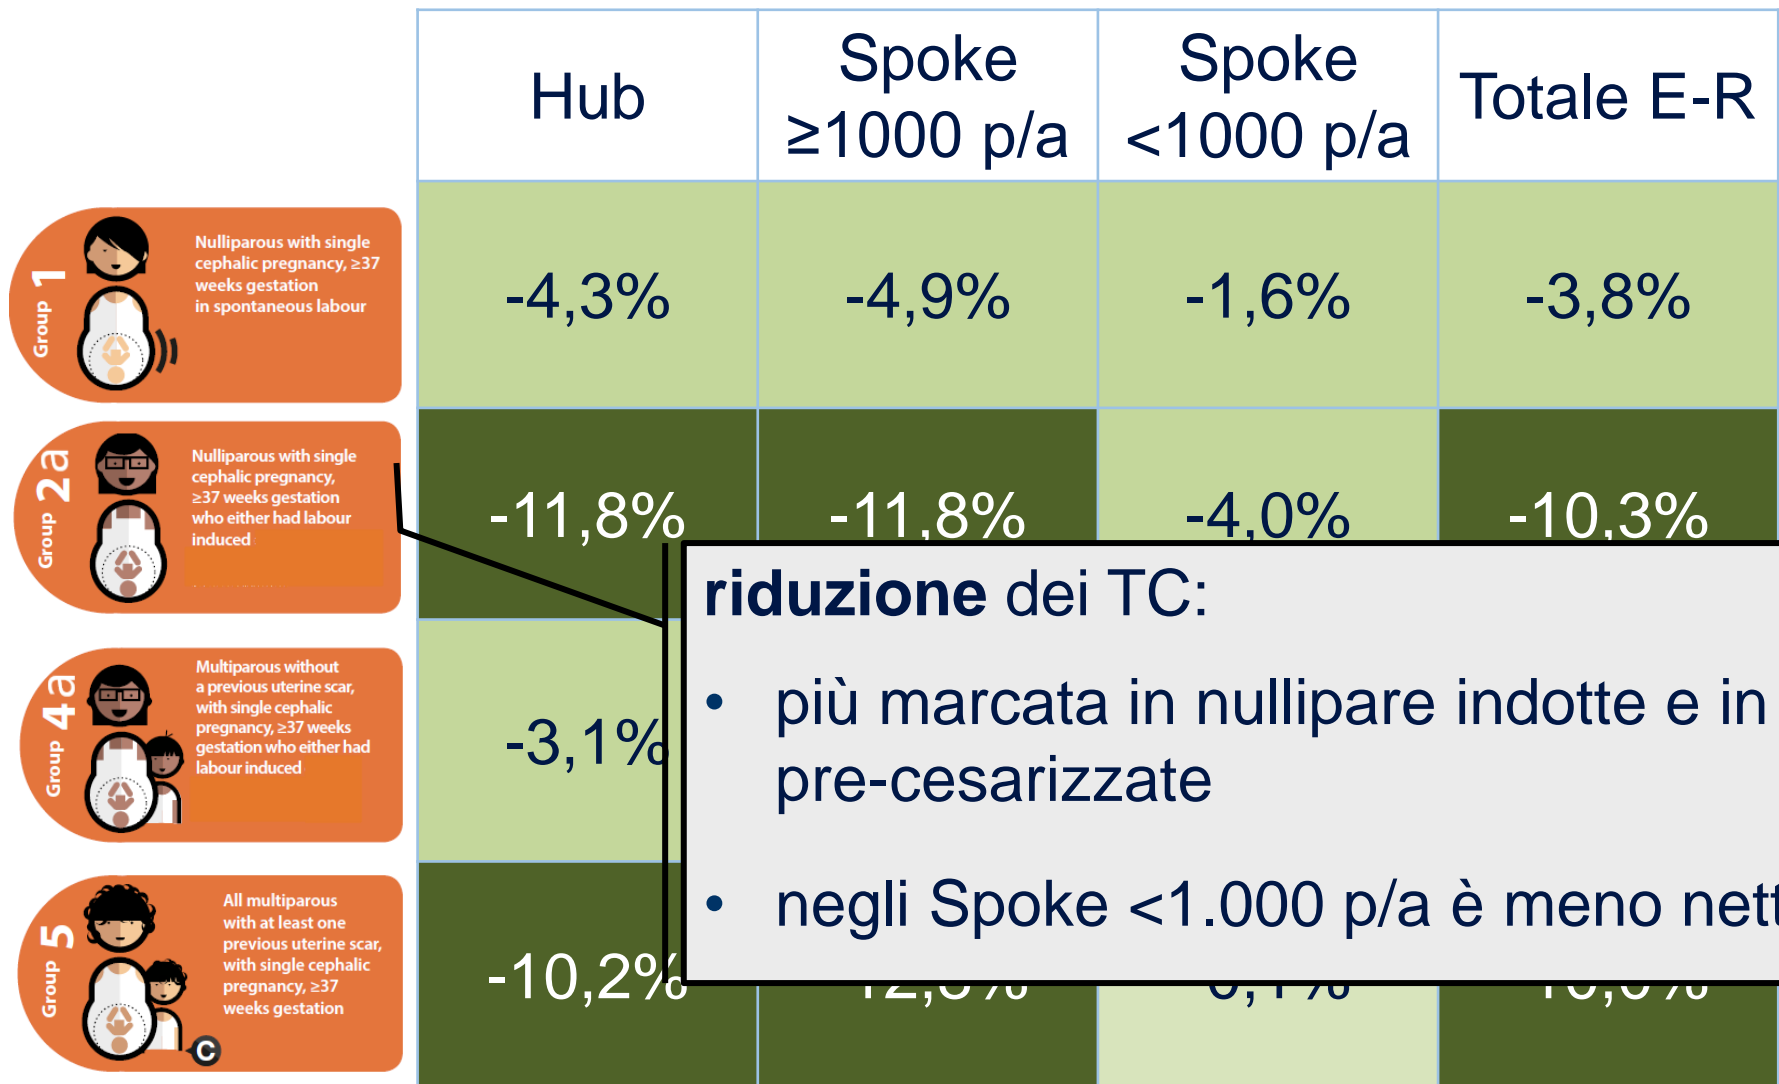 Hub
Spoke
≥1000 p/a
Spoke
<1000 p/a
Totale E-R
Group 1
Nulliparous with single
cephalic pregnancy, ≥37
weeks gestation
in spontaneous labour
-4,3%
-4,9%
-1,6%
-3,8%
Group 2a
Nulliparous with single
cephalic pregnancy,
≥37 weeks gestation
who either had labour
induced
-11,8%
-11,8%
-4,0%
-10,3%
riduzione dei TC:
• più marcata in nullipare indotte e in
pre-cesarizzate
• negli Spoke <1.000 p/a è meno
Group 4a
Multiparous without
a previous uterine scar,
with single cephalic
pregnancy, ≥37 weeks
gestation who either had
labour induced
-3,1%
Group 5
All multiparous
with at least one
previous uterine scar,
with single cephalic
pregnancy, ≥37
weeks gestation
C
-10,2%